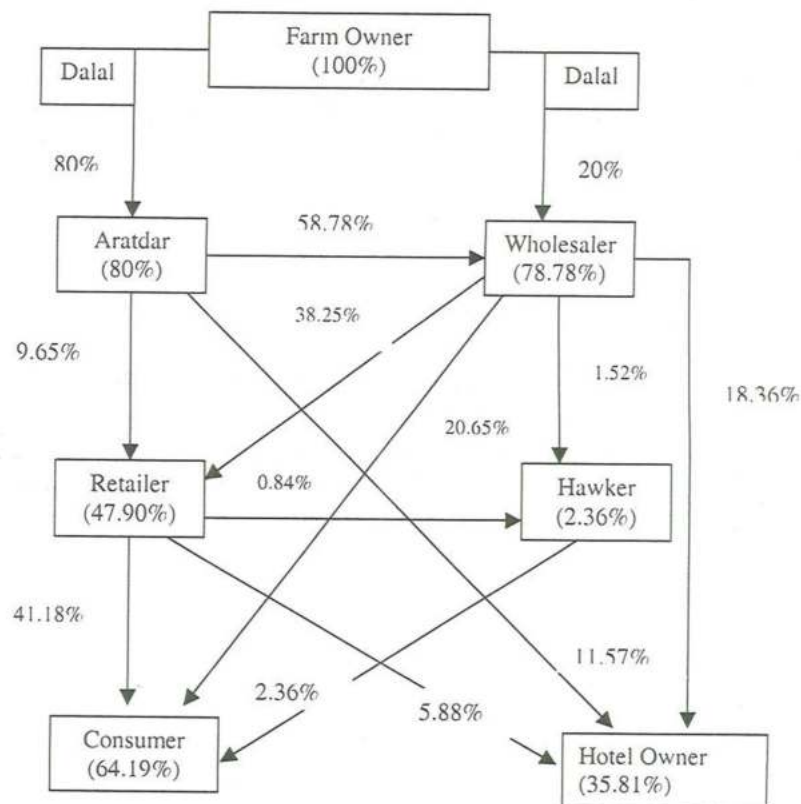 Farm Owner
(100%)
Dalal
Dalal
80%
20%
58.78%
Aratdar
(80%)
Wholesaler
(78.78%)
38.25%
9.65%
1.52%
18.36%
20.65%
Retailer
(47.90%)
0.84%
Hawker
(2.36%)
41.18%
11.57%
2.36%
5.88%
Consumer
(64.19%)
Hotel Owner
(35.81%)